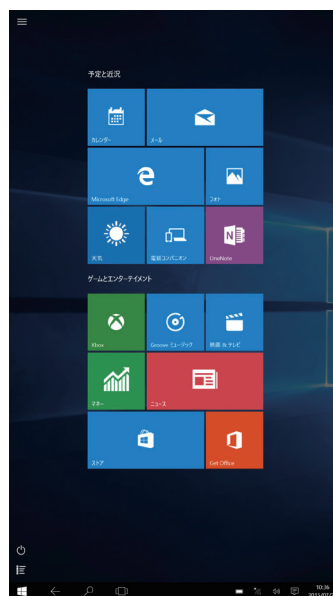 予定と近況
カレンダー
メール
Microsoft Edge
フォト
天気
電話コンパニオン
OneNote
ゲームとエンターテイメント
Xbox
Groove ミュージック
映画 & テレビ
マネー
ニュース
ストア
Get Office
10:36